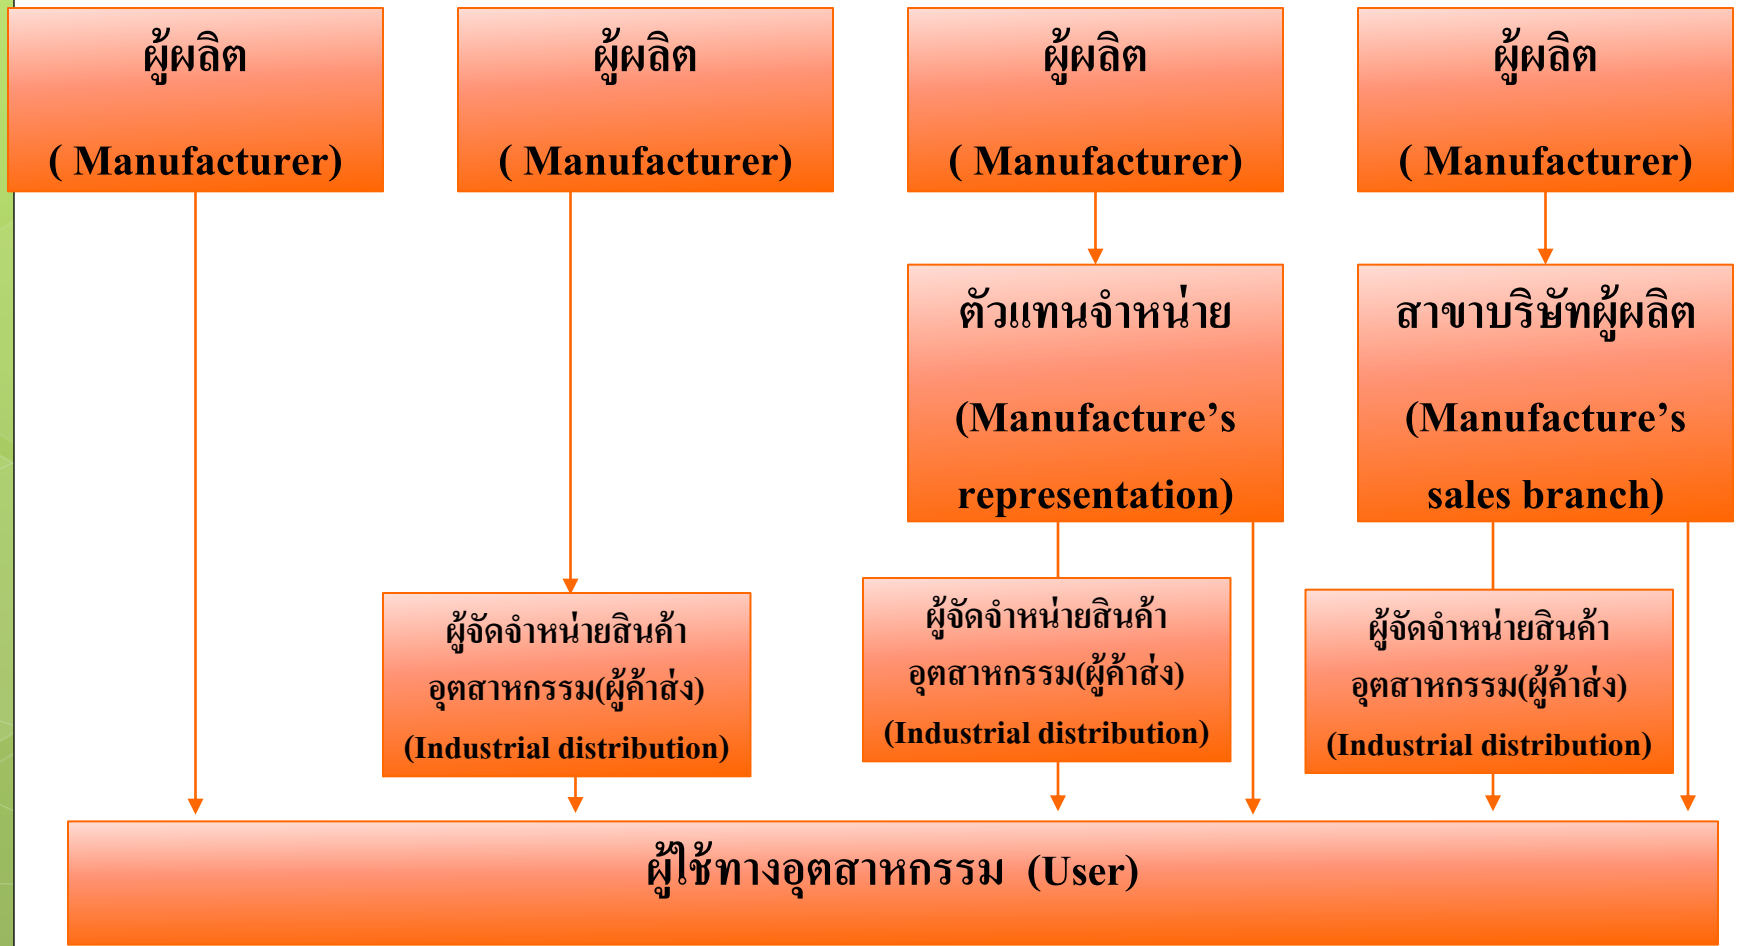 ผู้ผลิต
( Manufacturer)
ผู้ผลิต
( Manufacturer)
ผู้ผลิต
( Manufacturer)
ผู้ผลิต
( Manufacturer)
ตัวแทนจำหน่าย
(Manufacture’s
representation)
สาขาบริษัทผู้ผลิต
(Manufacture’s
sales branch)
ผู้จัดจำหน่ายสินค้า
อุตสาหกรรม(ผู้ค้าส่ง)
(Industrial distribution)
ผู้จัดจำหน่ายสินค้า
อุตสาหกรรม(ผู้ค้าส่ง)
(Industrial distribution)
ผู้จัดจำหน่ายสินค้า
อุตสาหกรรม(ผู้ค้าส่ง)
(Industrial distribution)
ผู้ใช้ทางอุตสาหกรรม (User)